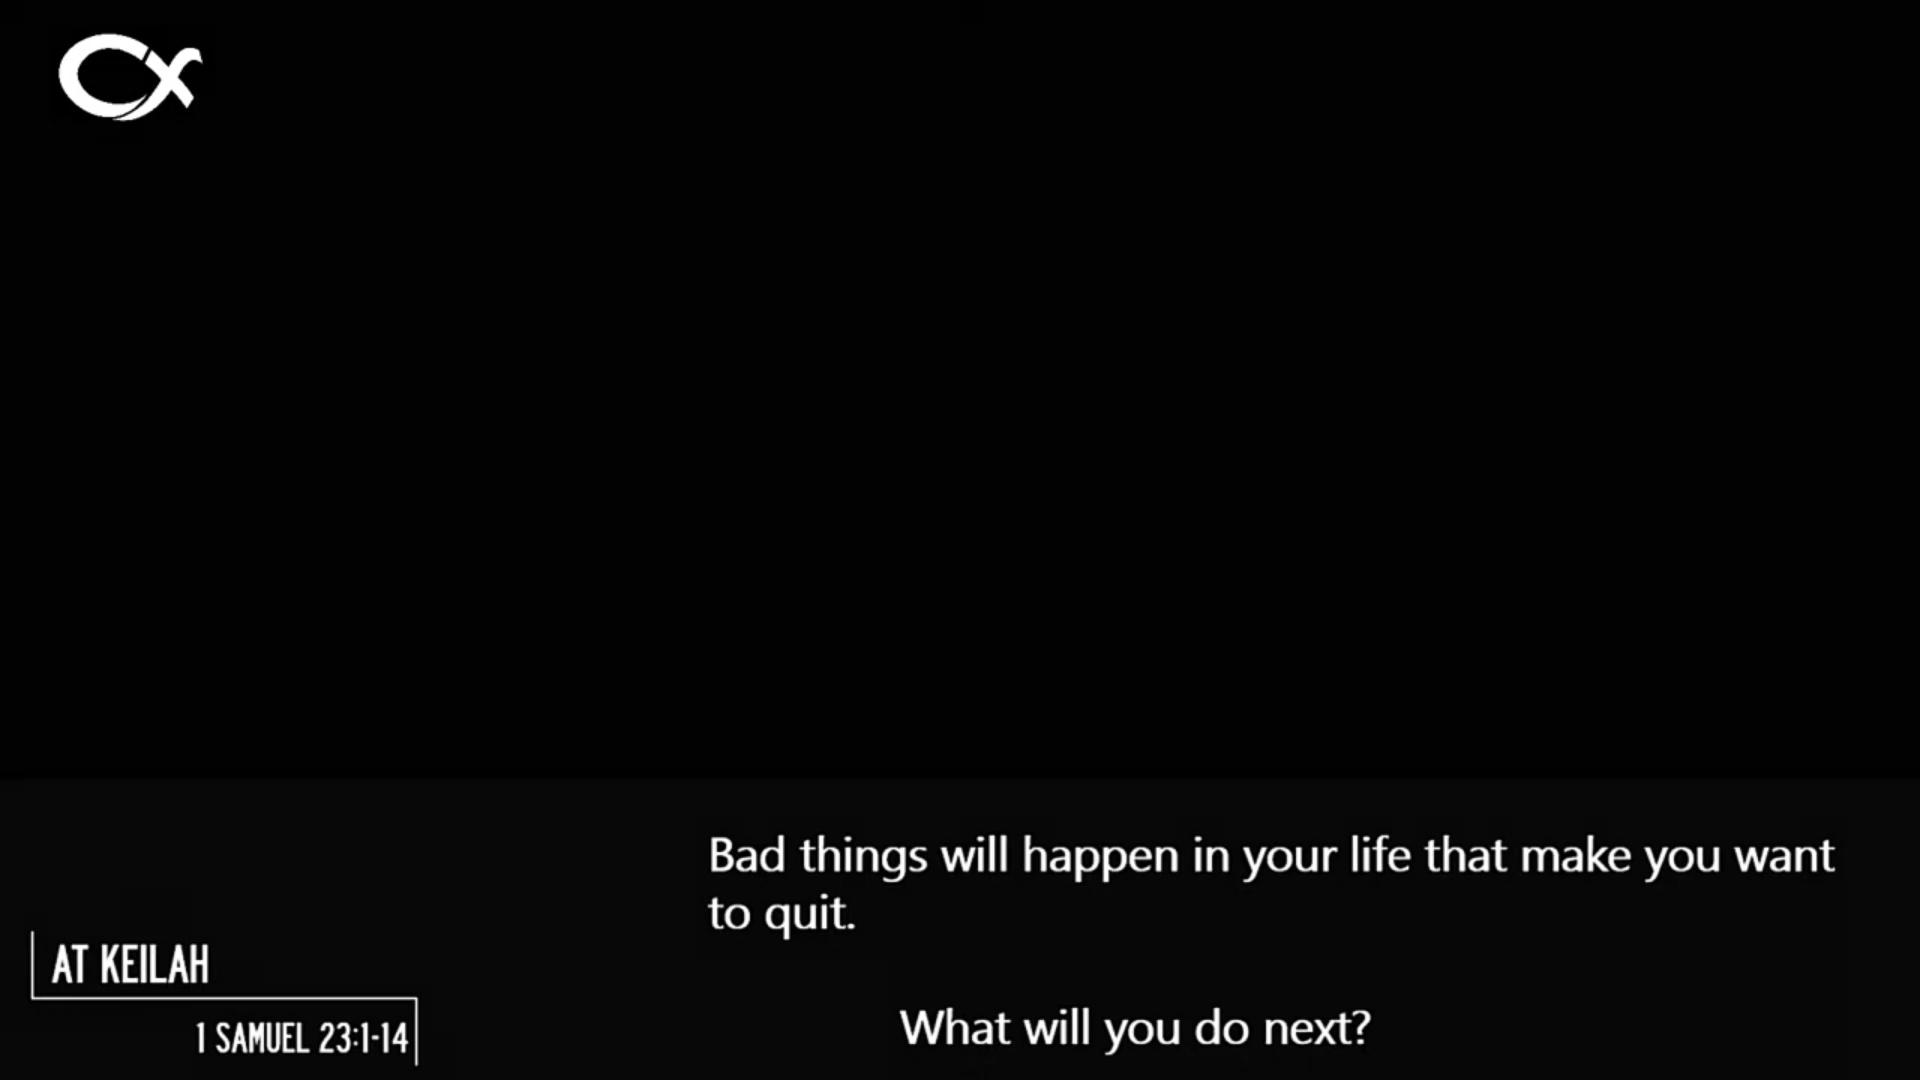 Bad things will happen in your life that make you want
to quit.
What will you do next?
AT KEILAH
1 SAMUEL 23:1-14